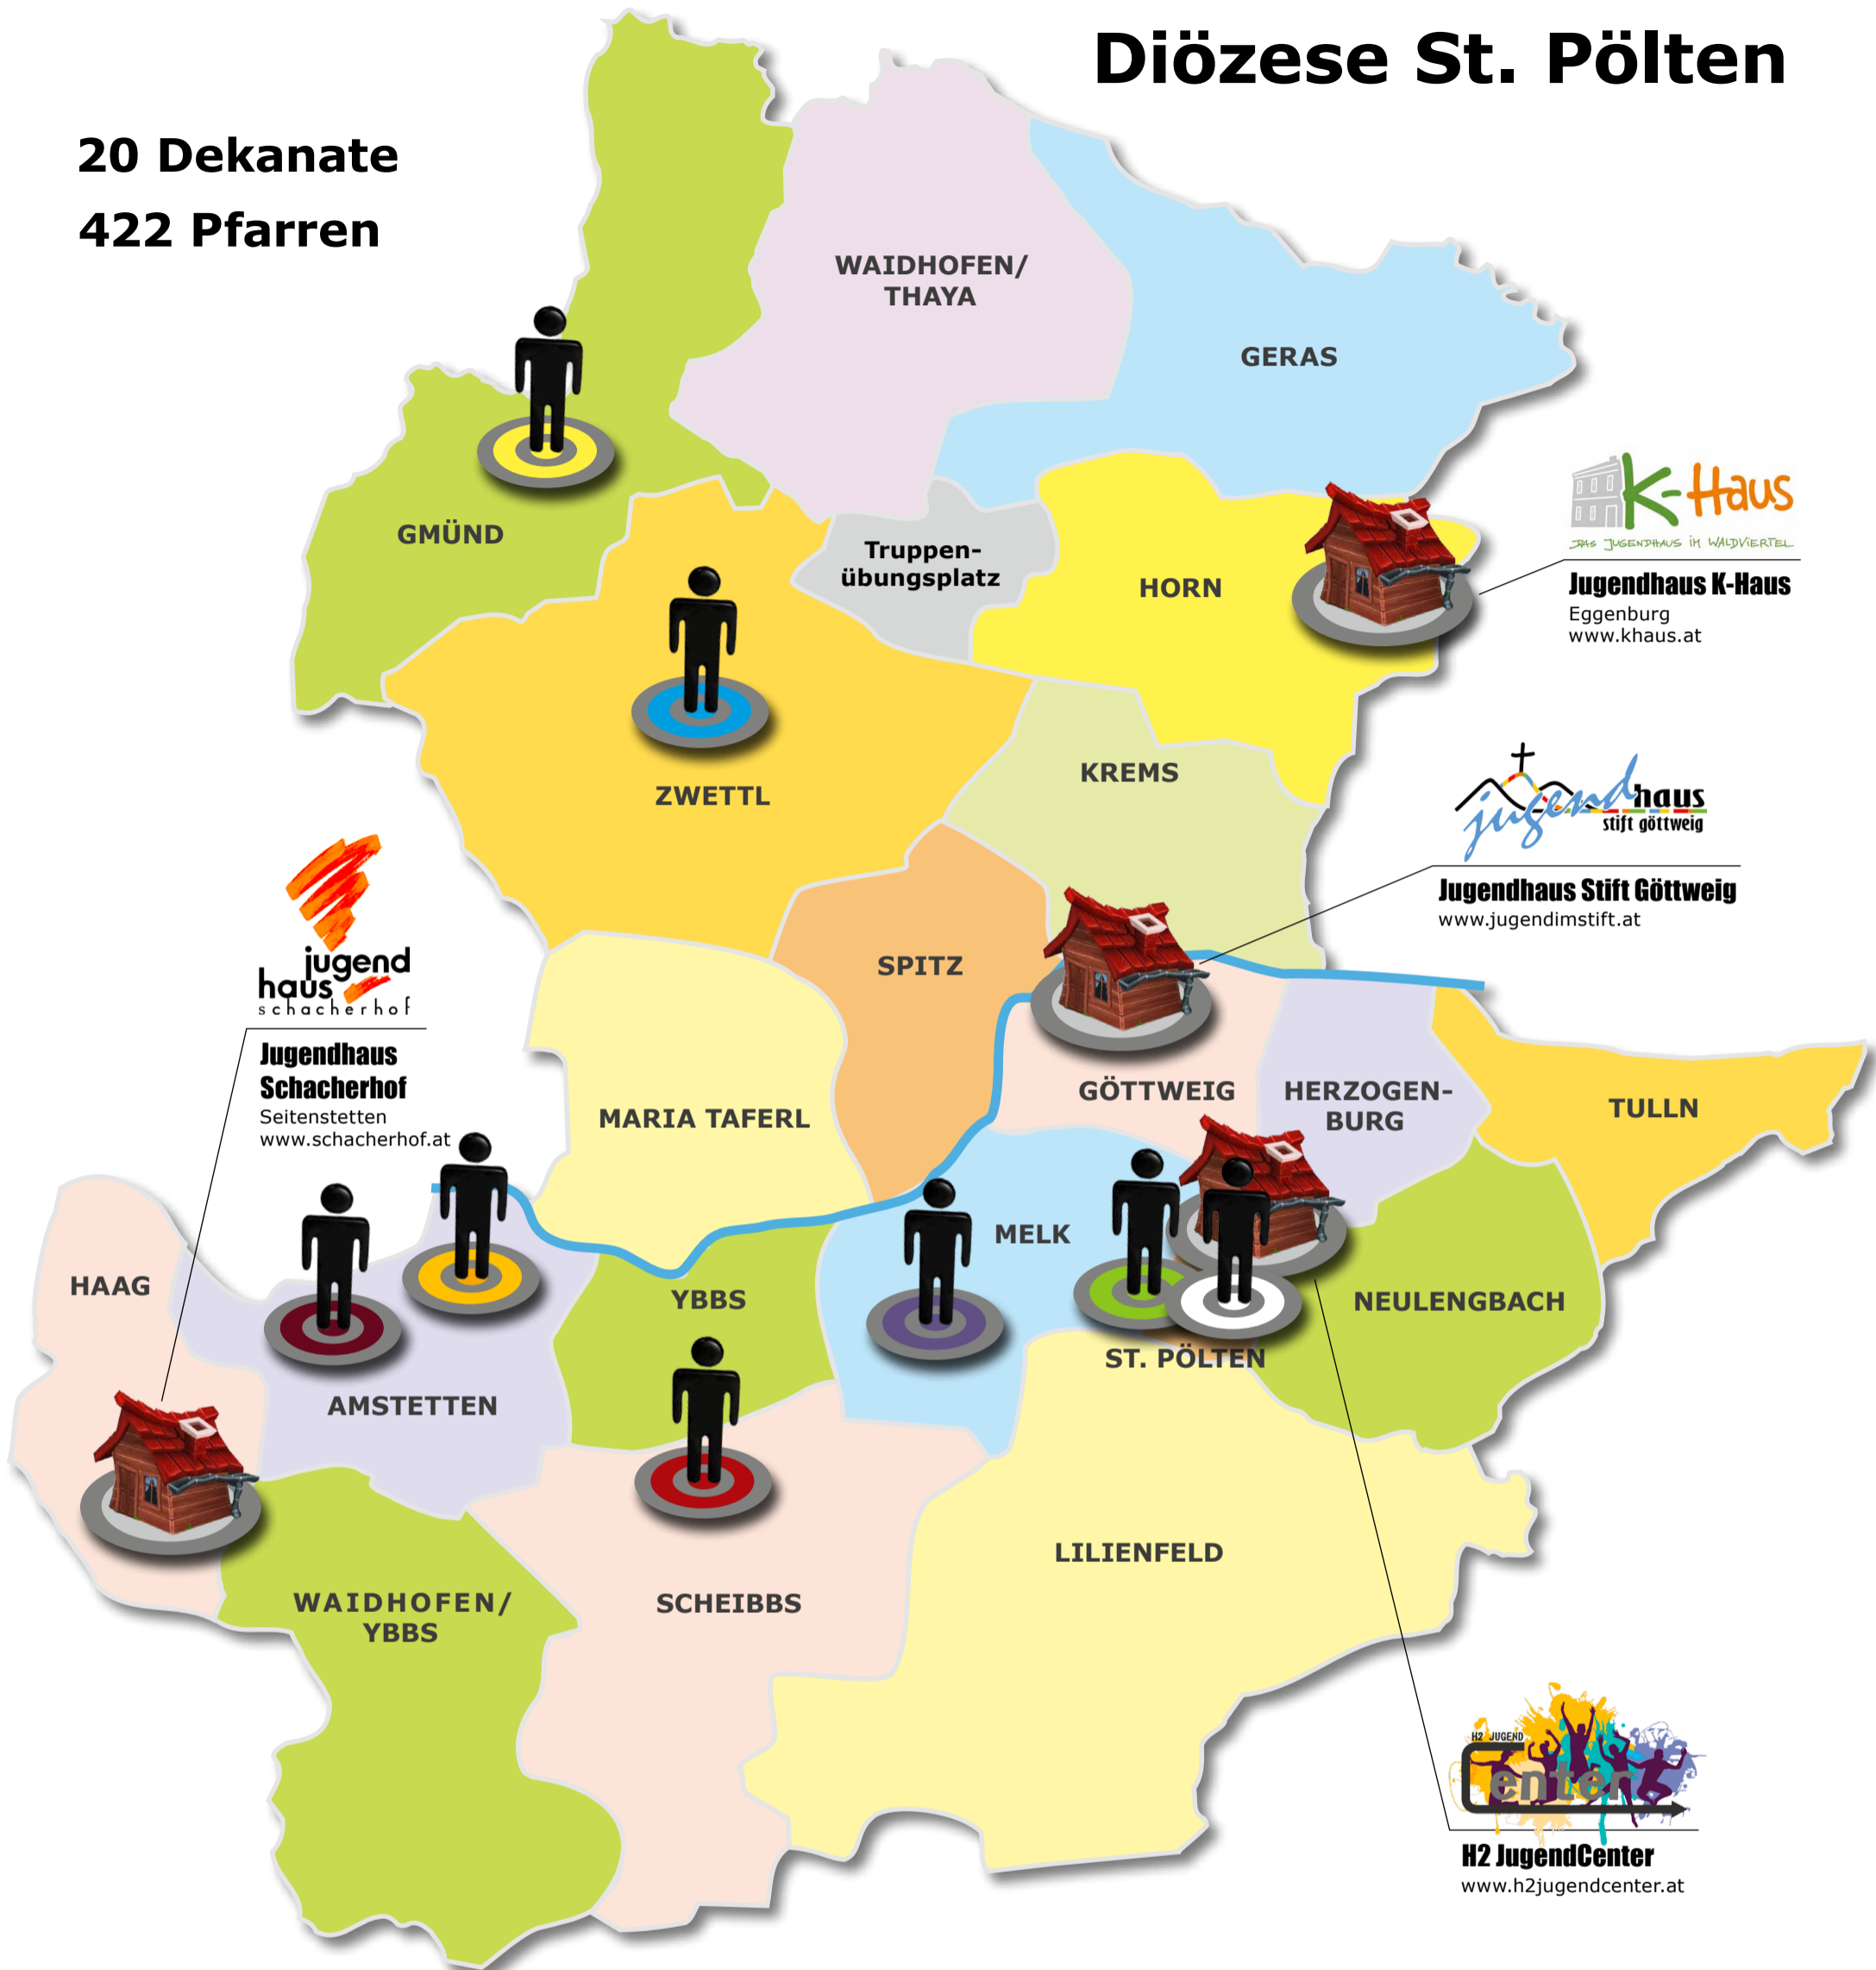 Diözese St. Pölten
20 Dekanate
422 Pfarren
WAIDHOFEN/
THAYA
GERAS
GMÜND
Truppen-
übungsplatz
HORN
K-Haus
DAS JUGENDHAUS IM WALDVIERTEL
Jugendhaus K-Haus
Eggenburg
www.khaus.at
ZWETTL
KREMS
jugendhaus
stift göttweig
Jugendhaus Stift Göttweig
www.jugendimstift.at
jugend
haus
schacherhof
Jugendhaus
Schacherhof
Seitenstetten
www.schacherhof.at
SPITZ
MARIA TAFERL
GÖTTWEIG
HERZOGEN-
BURG
TULLN
HAAG
AMSTETTEN
YBBS
MELK
ST. PÖLTEN
NEULENGBACH
WAIDHOFEN/
YBBS
SCHEIBBS
LILIENFELD
H2 JUGEND
Center
H2 JugendCenter
www.h2jugendcenter.at